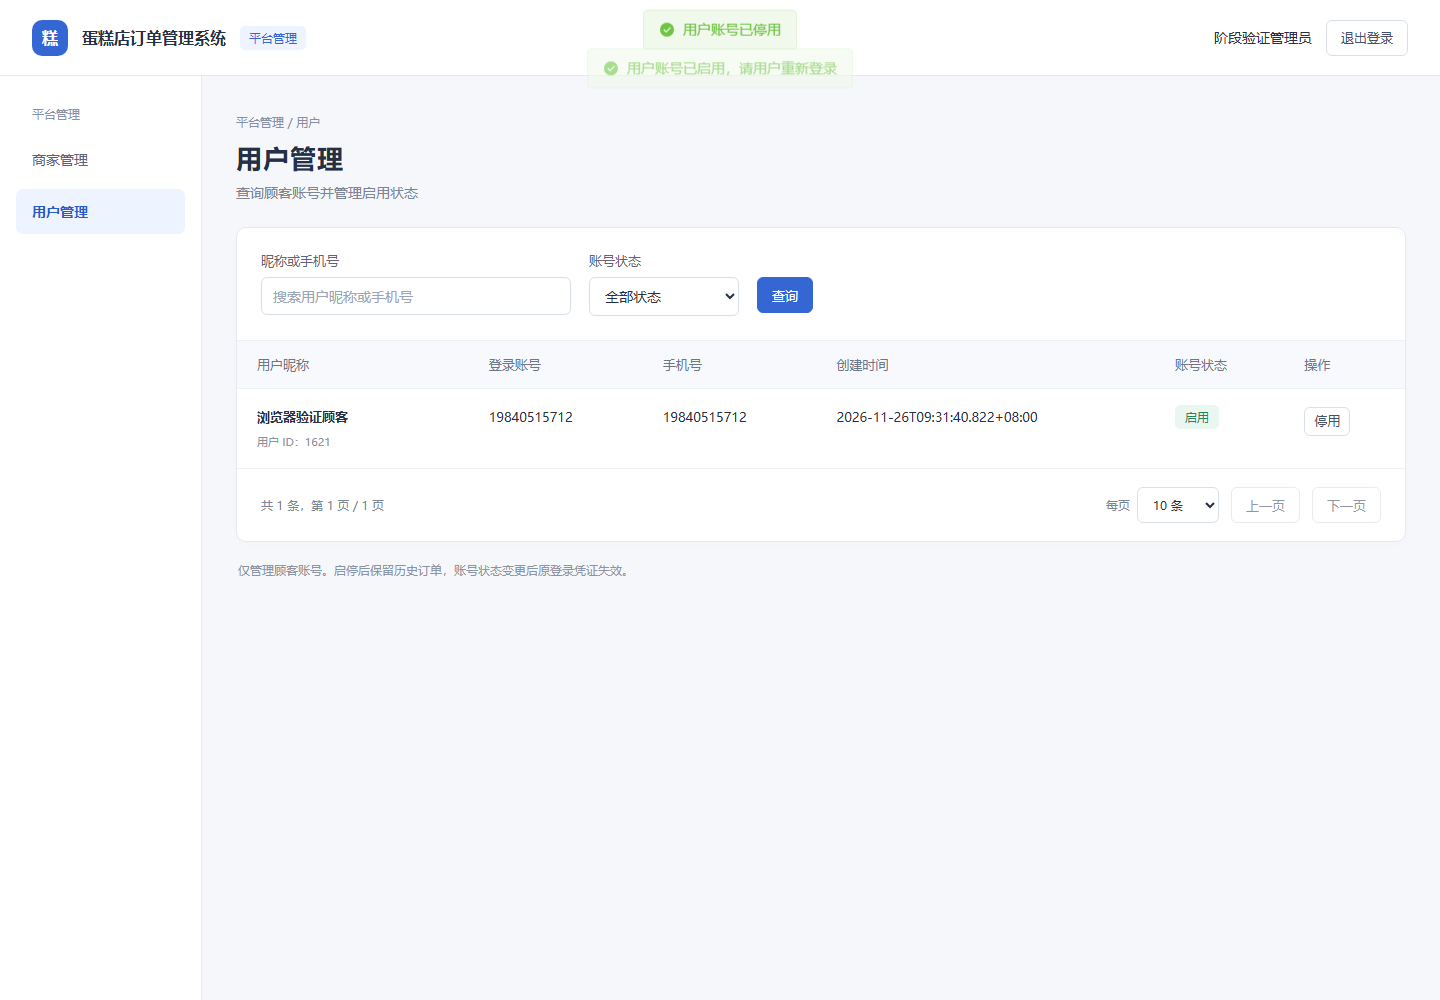 糕 蛋糕店订单管理系统 平台管理
用户账号已停用
用户账号已启用，请用户重新登录
阶段验证管理员 退出登录
平台管理
商家管理
用户管理
平台管理 / 用户
用户管理
查询顾客账号并管理启用状态
昵称或手机号 账号状态
搜索用户昵称或手机号 全部状态 查询
用户昵称 登录账号 手机号 创建时间 账号状态 操作
浏览器验证顾客 19840515712 19840515712 2026-11-26T09:31:40.822+08:00 启用 停用
用户 ID：1621
共 1 条，第 1 页 / 1 页 每页 10 条 上一页 下一页
仅管理顾客账号。启停后保留历史订单，账号状态变更后原登录凭证失效。